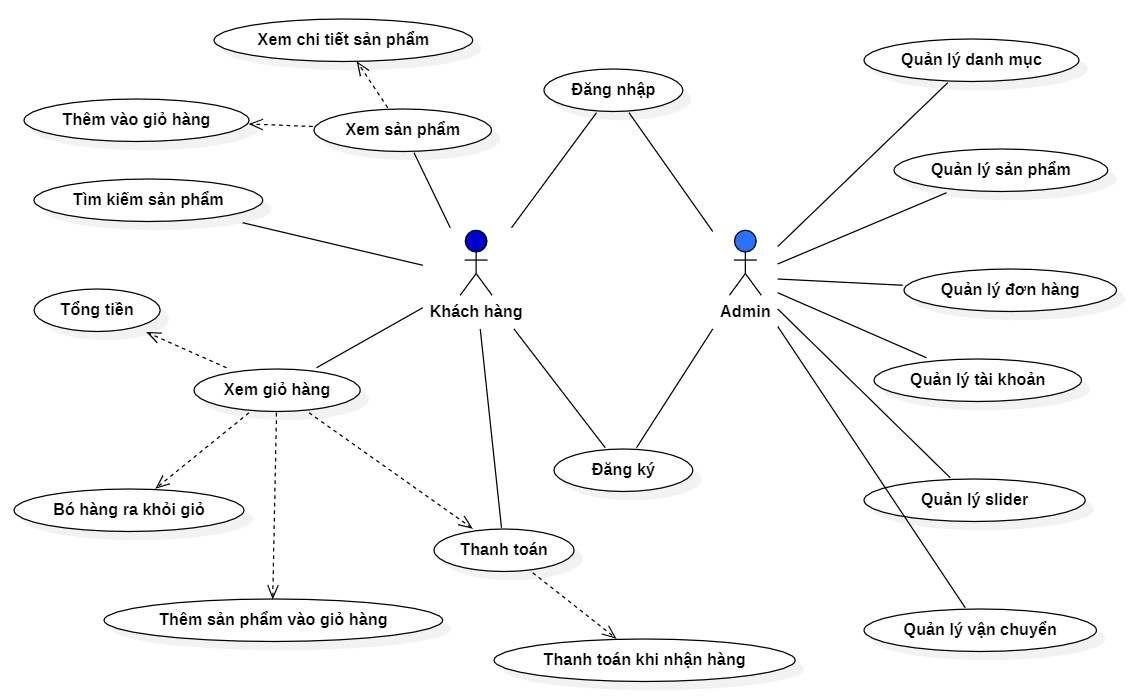 Xem chi tiết sản phẩm
Quản lý danh mục
Đăng nhập
Thêm vào giỏ hàng
Xem sản phẩm
Quản lý sản phẩm
Tìm kiếm sản phẩm
Quản lý đơn hàng
Tổng tiền
Khách hàng
Admin
Quản lý tài khoản
Xem giỏ hàng
Đăng ký
Quản lý slider
Bó hàng ra khỏi giỏ
Thanh toán
Thêm sản phẩm vào giỏ hàng
Quản lý vận chuyển
Thanh toán khi nhận hàng